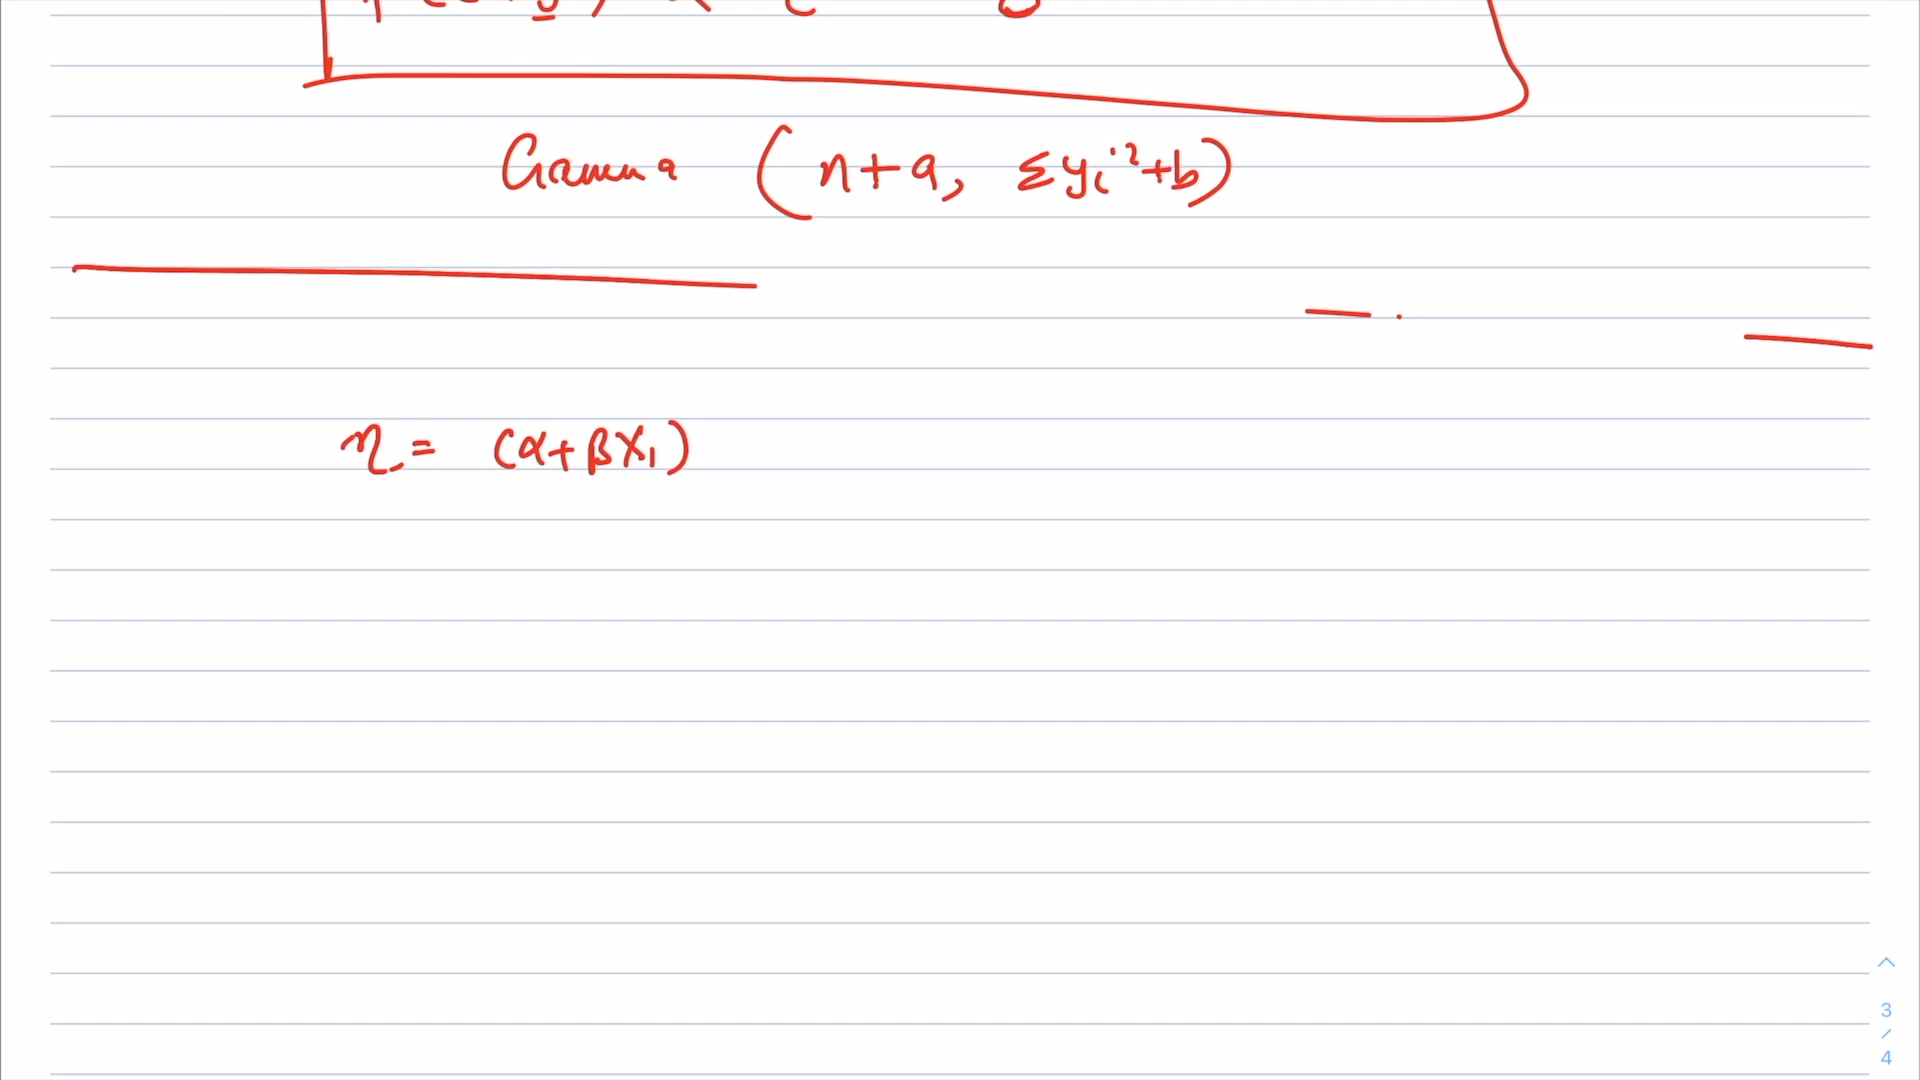 Gamma (n+a, Σyi²+b)
η = (α+βX₁)
3
/
4